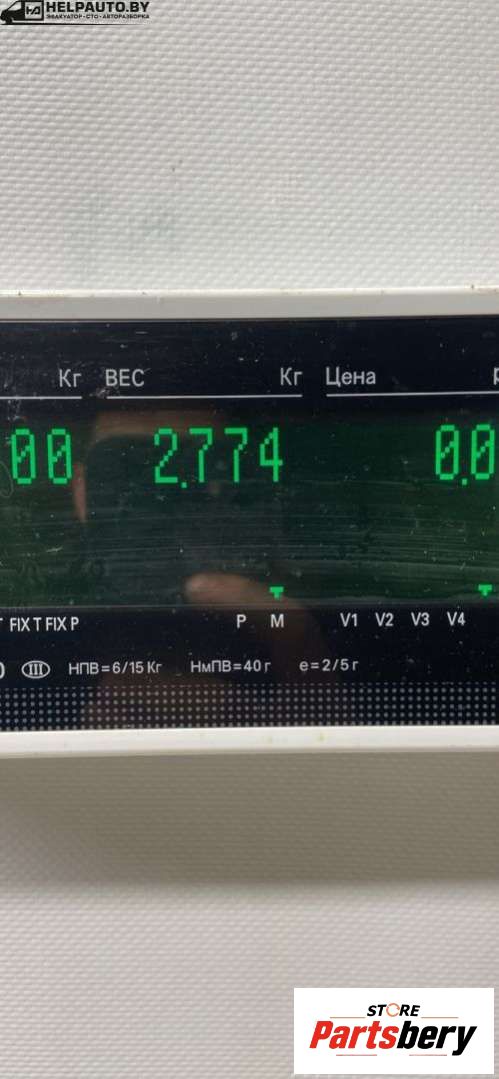 HELPAUTO.BY
ЭВАКУАТОР • СТО • АВТОРАЗБОРКА
Кг ВЕС Кг Цена
00 2.774 0.0
FIX T FIX P P M V1 V2 V3 V4
III НПВ=6/15 Кг НмПВ=40 г e=2/5 г
STORE
Partsbery